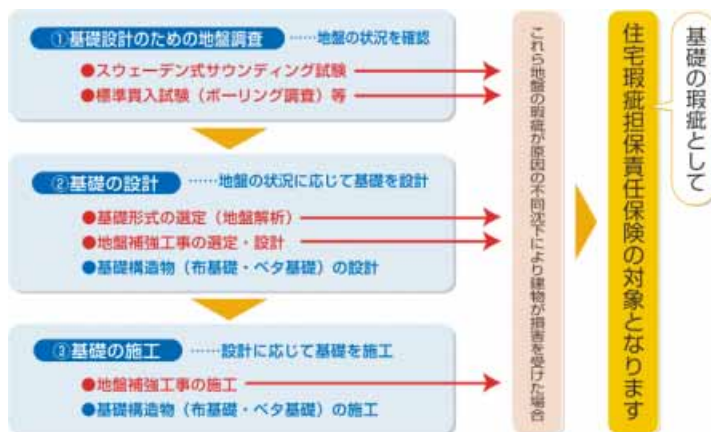 ①基礎設計のための地盤調査 ……地盤の状況を確認
●スウェーデン式サウンディング試験
●標準貫入試験（ボーリング調査）等
②基礎の設計 ……地盤の状況に応じて基礎を設計
●基礎形式の選定（地盤解析）
●地盤補強工事の選定・設計
●基礎構造物（布基礎・ベタ基礎）の設計
③基礎の施工 ……設計に応じて基礎を施工
●地盤補強工事の施工
●基礎構造物（布基礎・ベタ基礎）の施工
これら地盤の瑕疵が原因の不同沈下により建物が損害を受けた場合
基礎の瑕疵として
住宅瑕疵担保責任保険の対象となります